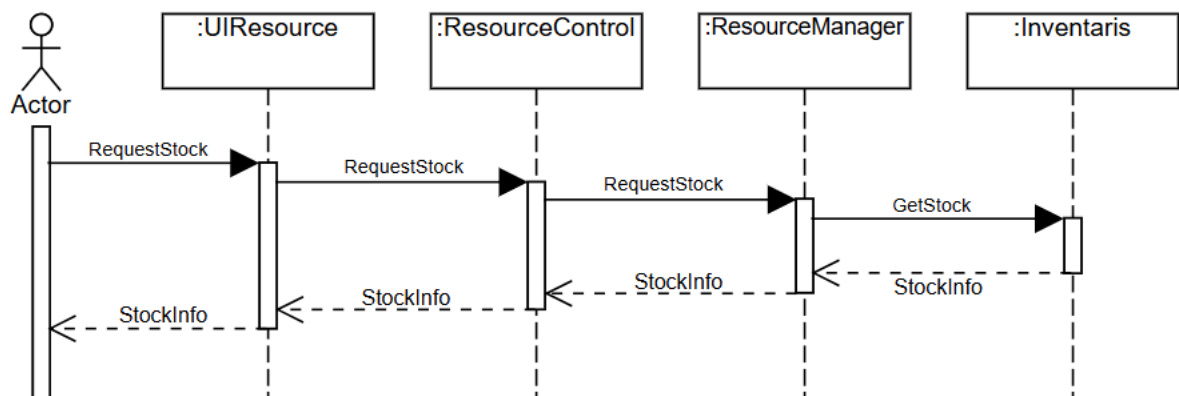 :UIResource
:ResourceControl
:ResourceManager
:Inventaris
Actor
RequestStock
RequestStock
RequestStock
GetStock
StockInfo
StockInfo
StockInfo
StockInfo